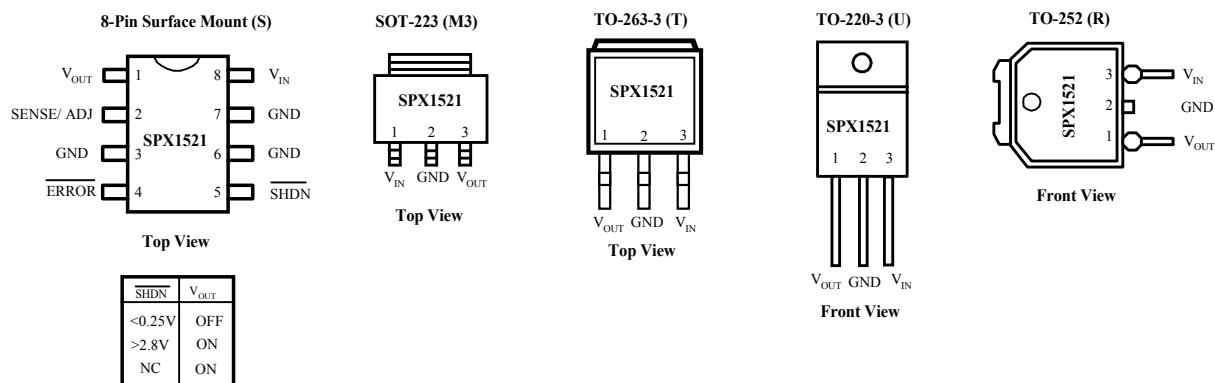 8-Pin Surface Mount (S)
VOUT 1 8 VIN
SENSE/ ADJ 2 7 GND
SPX1521
GND 3 6 GND
ERROR 4 5 SHDN
Top View
SHDN VOUT
<0.25V OFF
>2.8V ON
NC ON
SOT-223 (M3)
SPX1521
1 2 3
VIN GND VOUT
Top View
TO-263-3 (T)
SPX1521
1 2 3
VOUT GND VIN
Top View
TO-220-3 (U)
SPX1521
1 2 3
VOUT GND VIN
Front View
TO-252 (R)
SPX1521
3 VIN
2 GND
1 VOUT
Front View